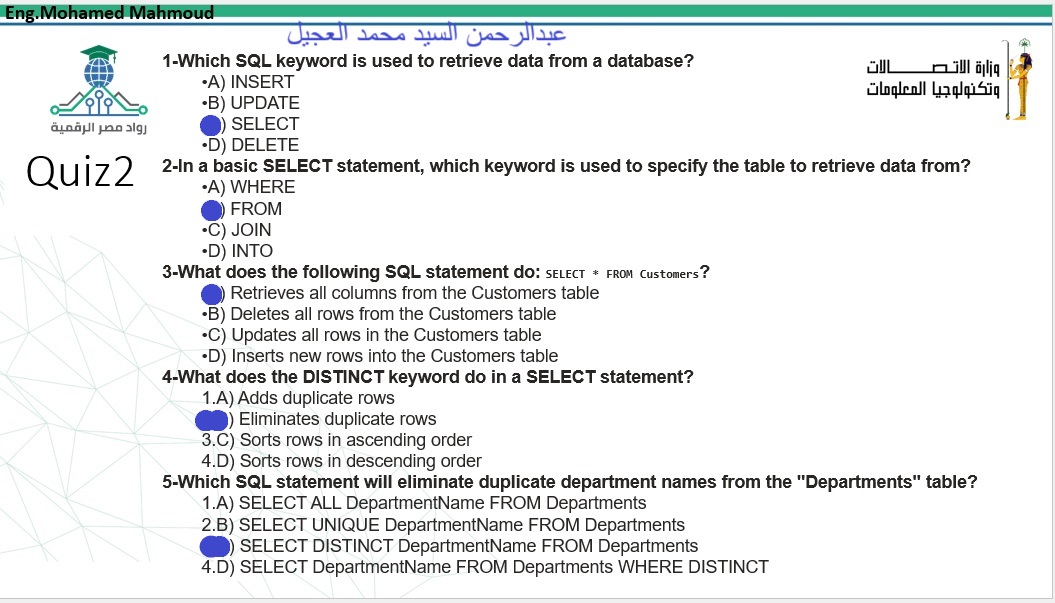 Eng.Mohamed Mahmoud
عبدالرحمن السيد محمد العجيل
وزارة الاتصالات
وتكنولوجيا المعلومات
رواد مصر الرقمية
Quiz2
1-Which SQL keyword is used to retrieve data from a database?
•A) INSERT
•B) UPDATE
) SELECT
•D) DELETE
2-In a basic SELECT statement, which keyword is used to specify the table to retrieve data from?
•A) WHERE
) FROM
•C) JOIN
•D) INTO
3-What does the following SQL statement do: SELECT * FROM Customers?
) Retrieves all columns from the Customers table
•B) Deletes all rows from the Customers table
•C) Updates all rows in the Customers table
•D) Inserts new rows into the Customers table
4-What does the DISTINCT keyword do in a SELECT statement?
1.A) Adds duplicate rows
) Eliminates duplicate rows
3.C) Sorts rows in ascending order
4.D) Sorts rows in descending order
5-Which SQL statement will eliminate duplicate department names from the "Departments" table?
1.A) SELECT ALL DepartmentName FROM Departments
2.B) SELECT UNIQUE DepartmentName FROM Departments
) SELECT DISTINCT DepartmentName FROM Departments
4.D) SELECT DepartmentName FROM Departments WHERE DISTINCT